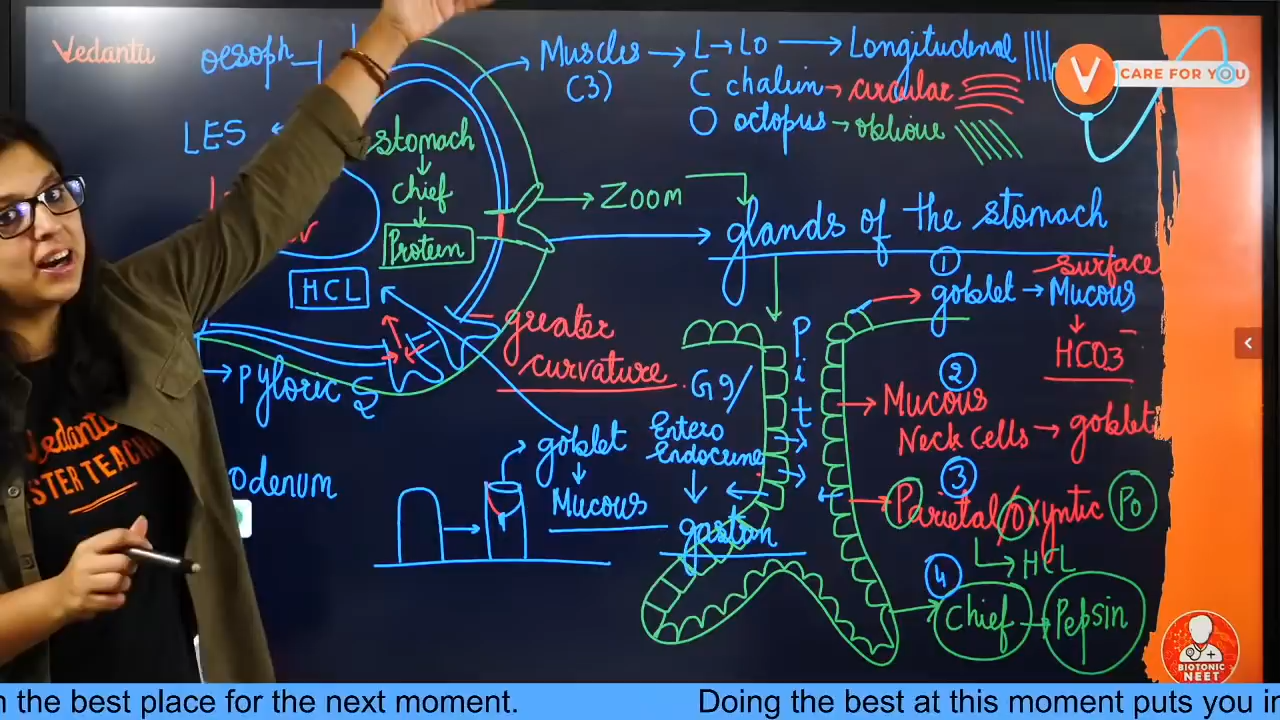 Vedantu
oesoph
LES
Muscles
(3)
L → Lo → Longitudenal
C chalun → circular
O octopus → oblique
V
CARE FOR YOU
stomach
chief
Protein
HCL
Zoom
glands of the stomach
greater
curvature
Pyloric S
odenum
goblet
Mucous
Pit
G9/
Entero
Endocrine
gastrin
1
goblet → Mucous
surface
HCO3
2
Mucous
Neck Cells → goblet
3
Parietal/Oxyntic
PO
HCL
4
chief → Pepsin
Vedantu
STER TEACH
BIOTONIC
NEET
n the best place for the next moment.
Doing the best at this moment puts you in